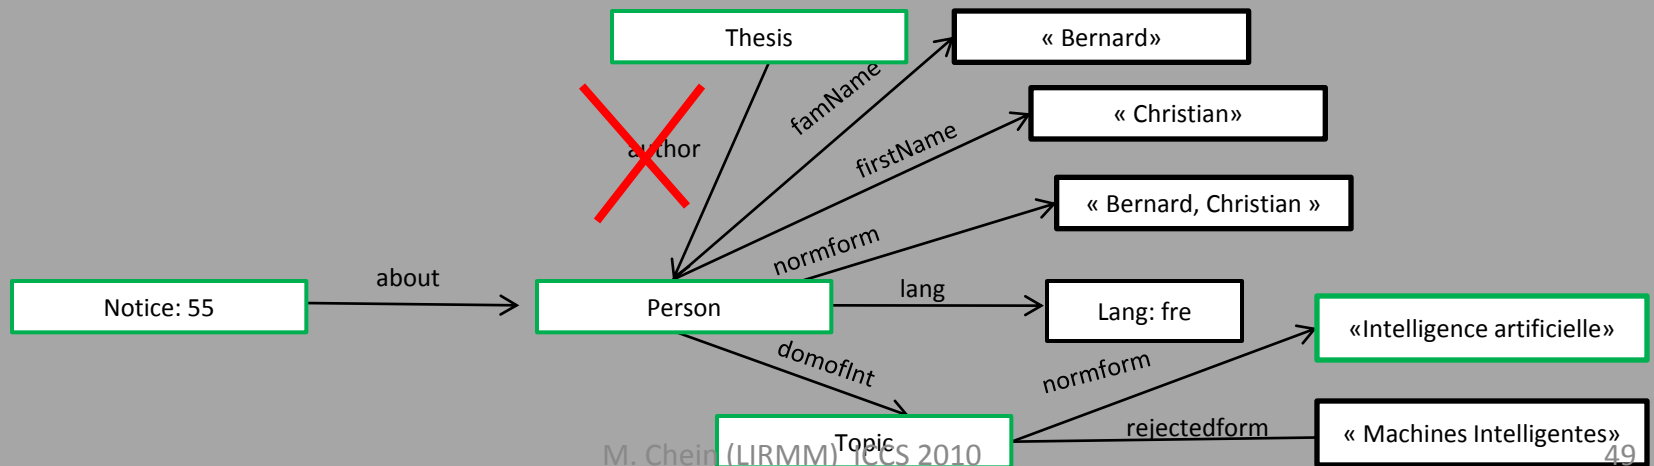 Thesis
« Bernard»
famName
« Christian»
firstName
author
« Bernard, Christian »
normform
about
lang
Notice: 55
Person
Lang: fre
«Intelligence artificielle»
domofInt
normform
Topic
rejectedform
« Machines Intelligentes»
M. Chein (LIRMM) ICCS 2010
49